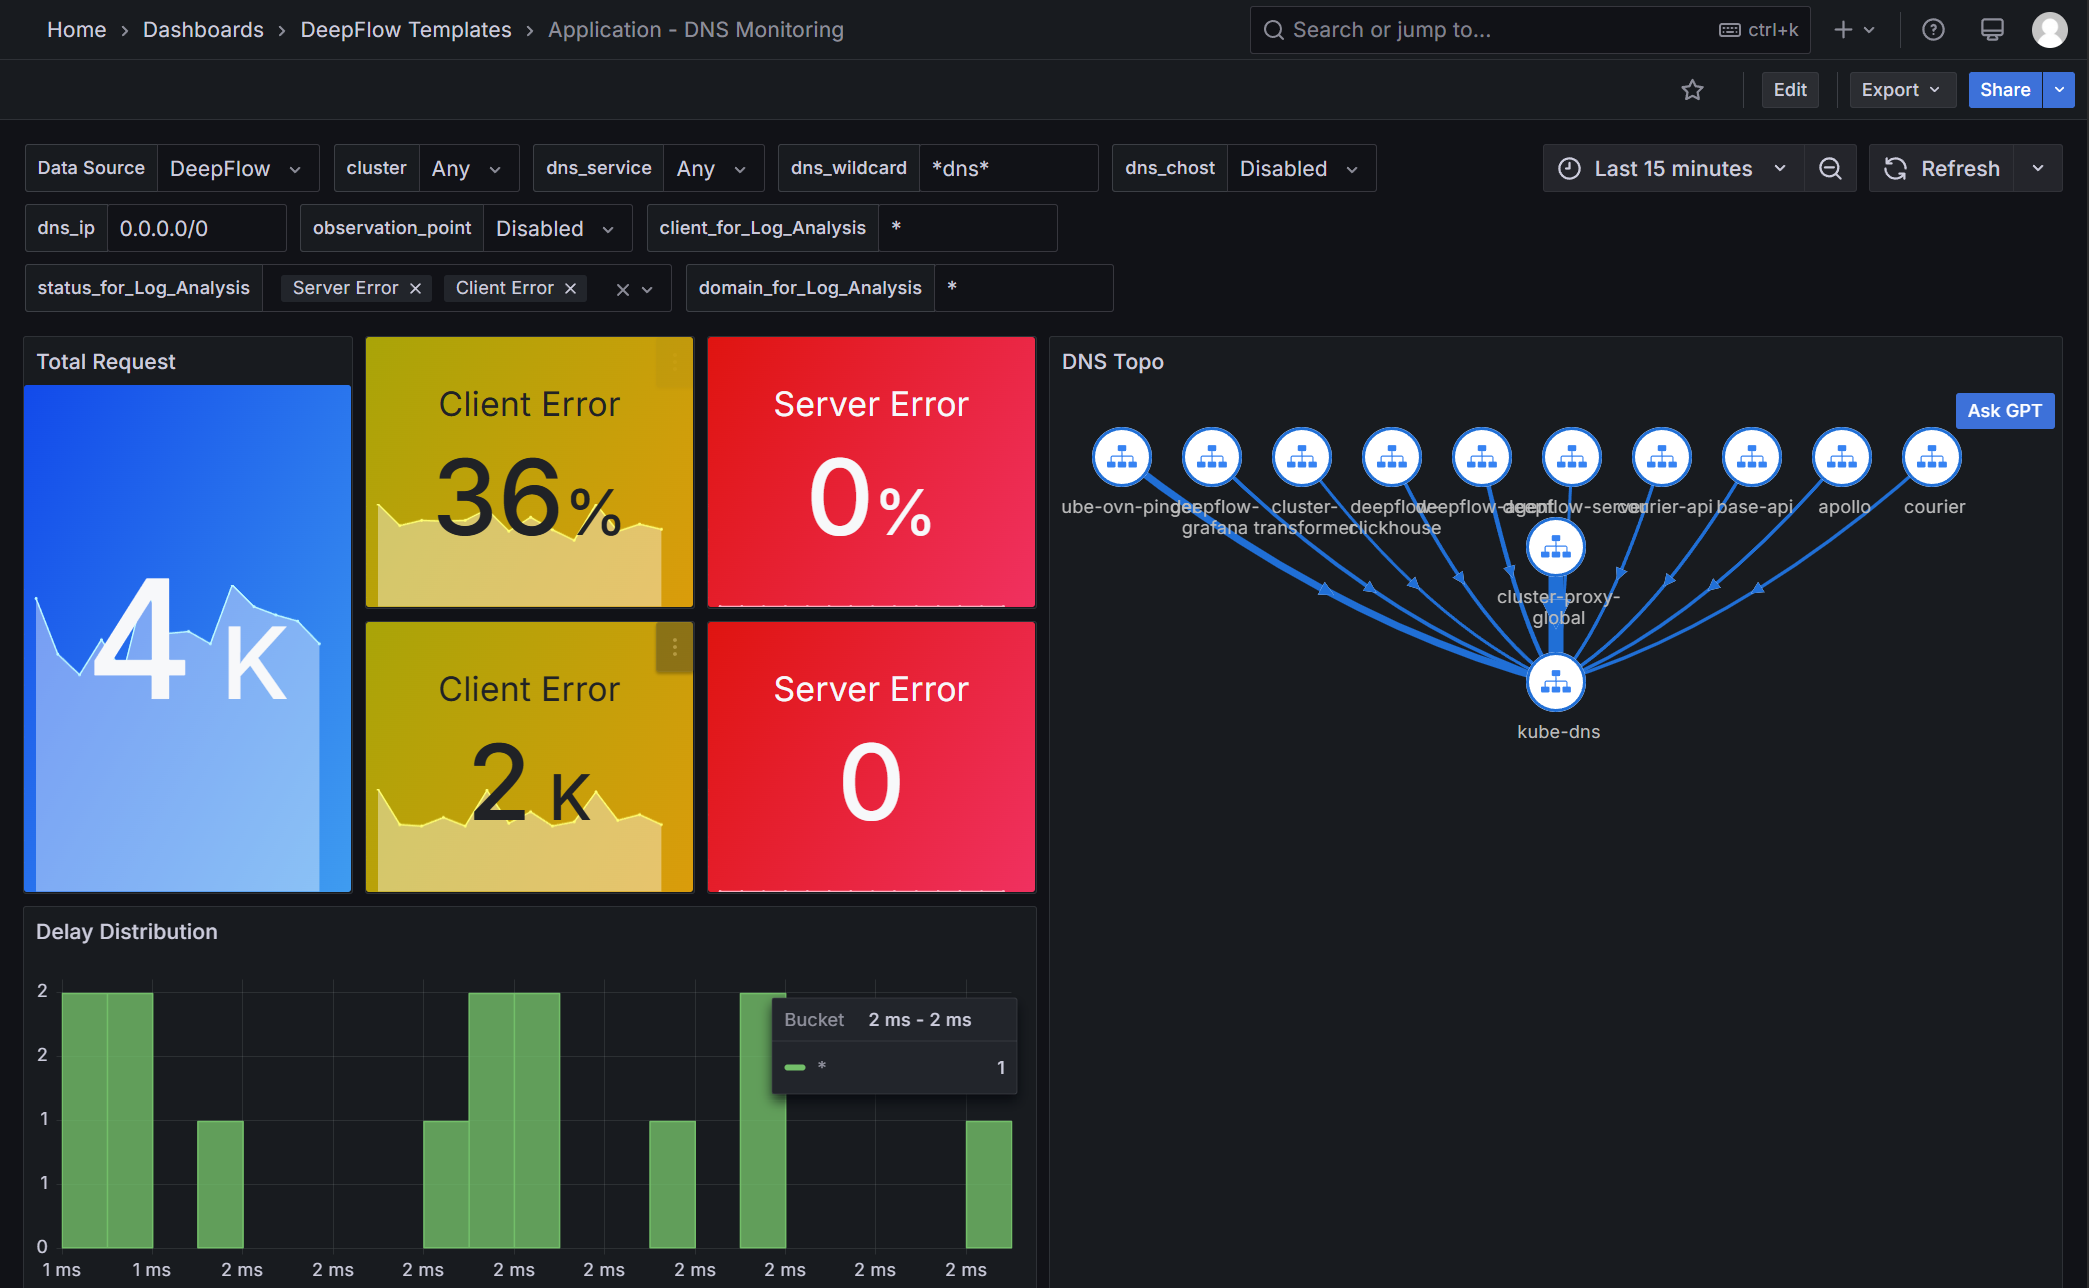 Home › Dashboards › DeepFlow Templates › Application - DNS Monitoring
Search or jump to... ctrl+k
Edit Export Share
Data Source DeepFlow cluster Any dns_service Any dns_wildcard *dns* dns_chost Disabled Last 15 minutes Refresh
dns_ip 0.0.0.0/0 observation_point Disabled client_for_Log_Analysis *
status_for_Log_Analysis Server Error Client Error domain_for_Log_Analysis *
Total Request
4 K
Client Error
36%
Server Error
0%
Client Error
2 K
Server Error
0
DNS Topo
Ask GPT
deepflow-
grafana
cluster-
transformer
deepflow-
clickhouse
deepflow-agent
deepflow-server
courier-api
base-api
apollo
courier
cluster-proxy-
global
kube-dns
Delay Distribution
2
2
1
1
0
1 ms 1 ms 2 ms 2 ms 2 ms 2 ms 2 ms 2 ms 2 ms 2 ms 2 ms
Bucket 2 ms - 2 ms
* 1